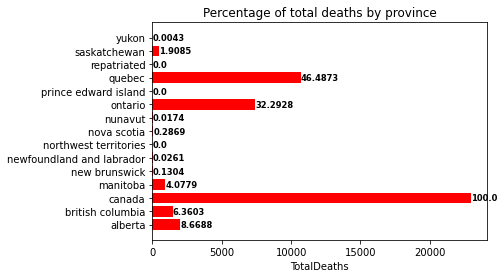 Percentage of total deaths by province
yukon 0.0043
saskatchewan 1.9085
repatriated 0.0
quebec 46.4873
prince edward island 0.0
ontario 32.2928
nunavut 0.0174
nova scotia 0.2869
northwest territories 0.0
newfoundland and labrador 0.0261
new brunswick 0.1304
manitoba 4.0779
canada 100.0
british columbia 6.3603
alberta 8.6688
0 5000 10000 15000 20000
TotalDeaths